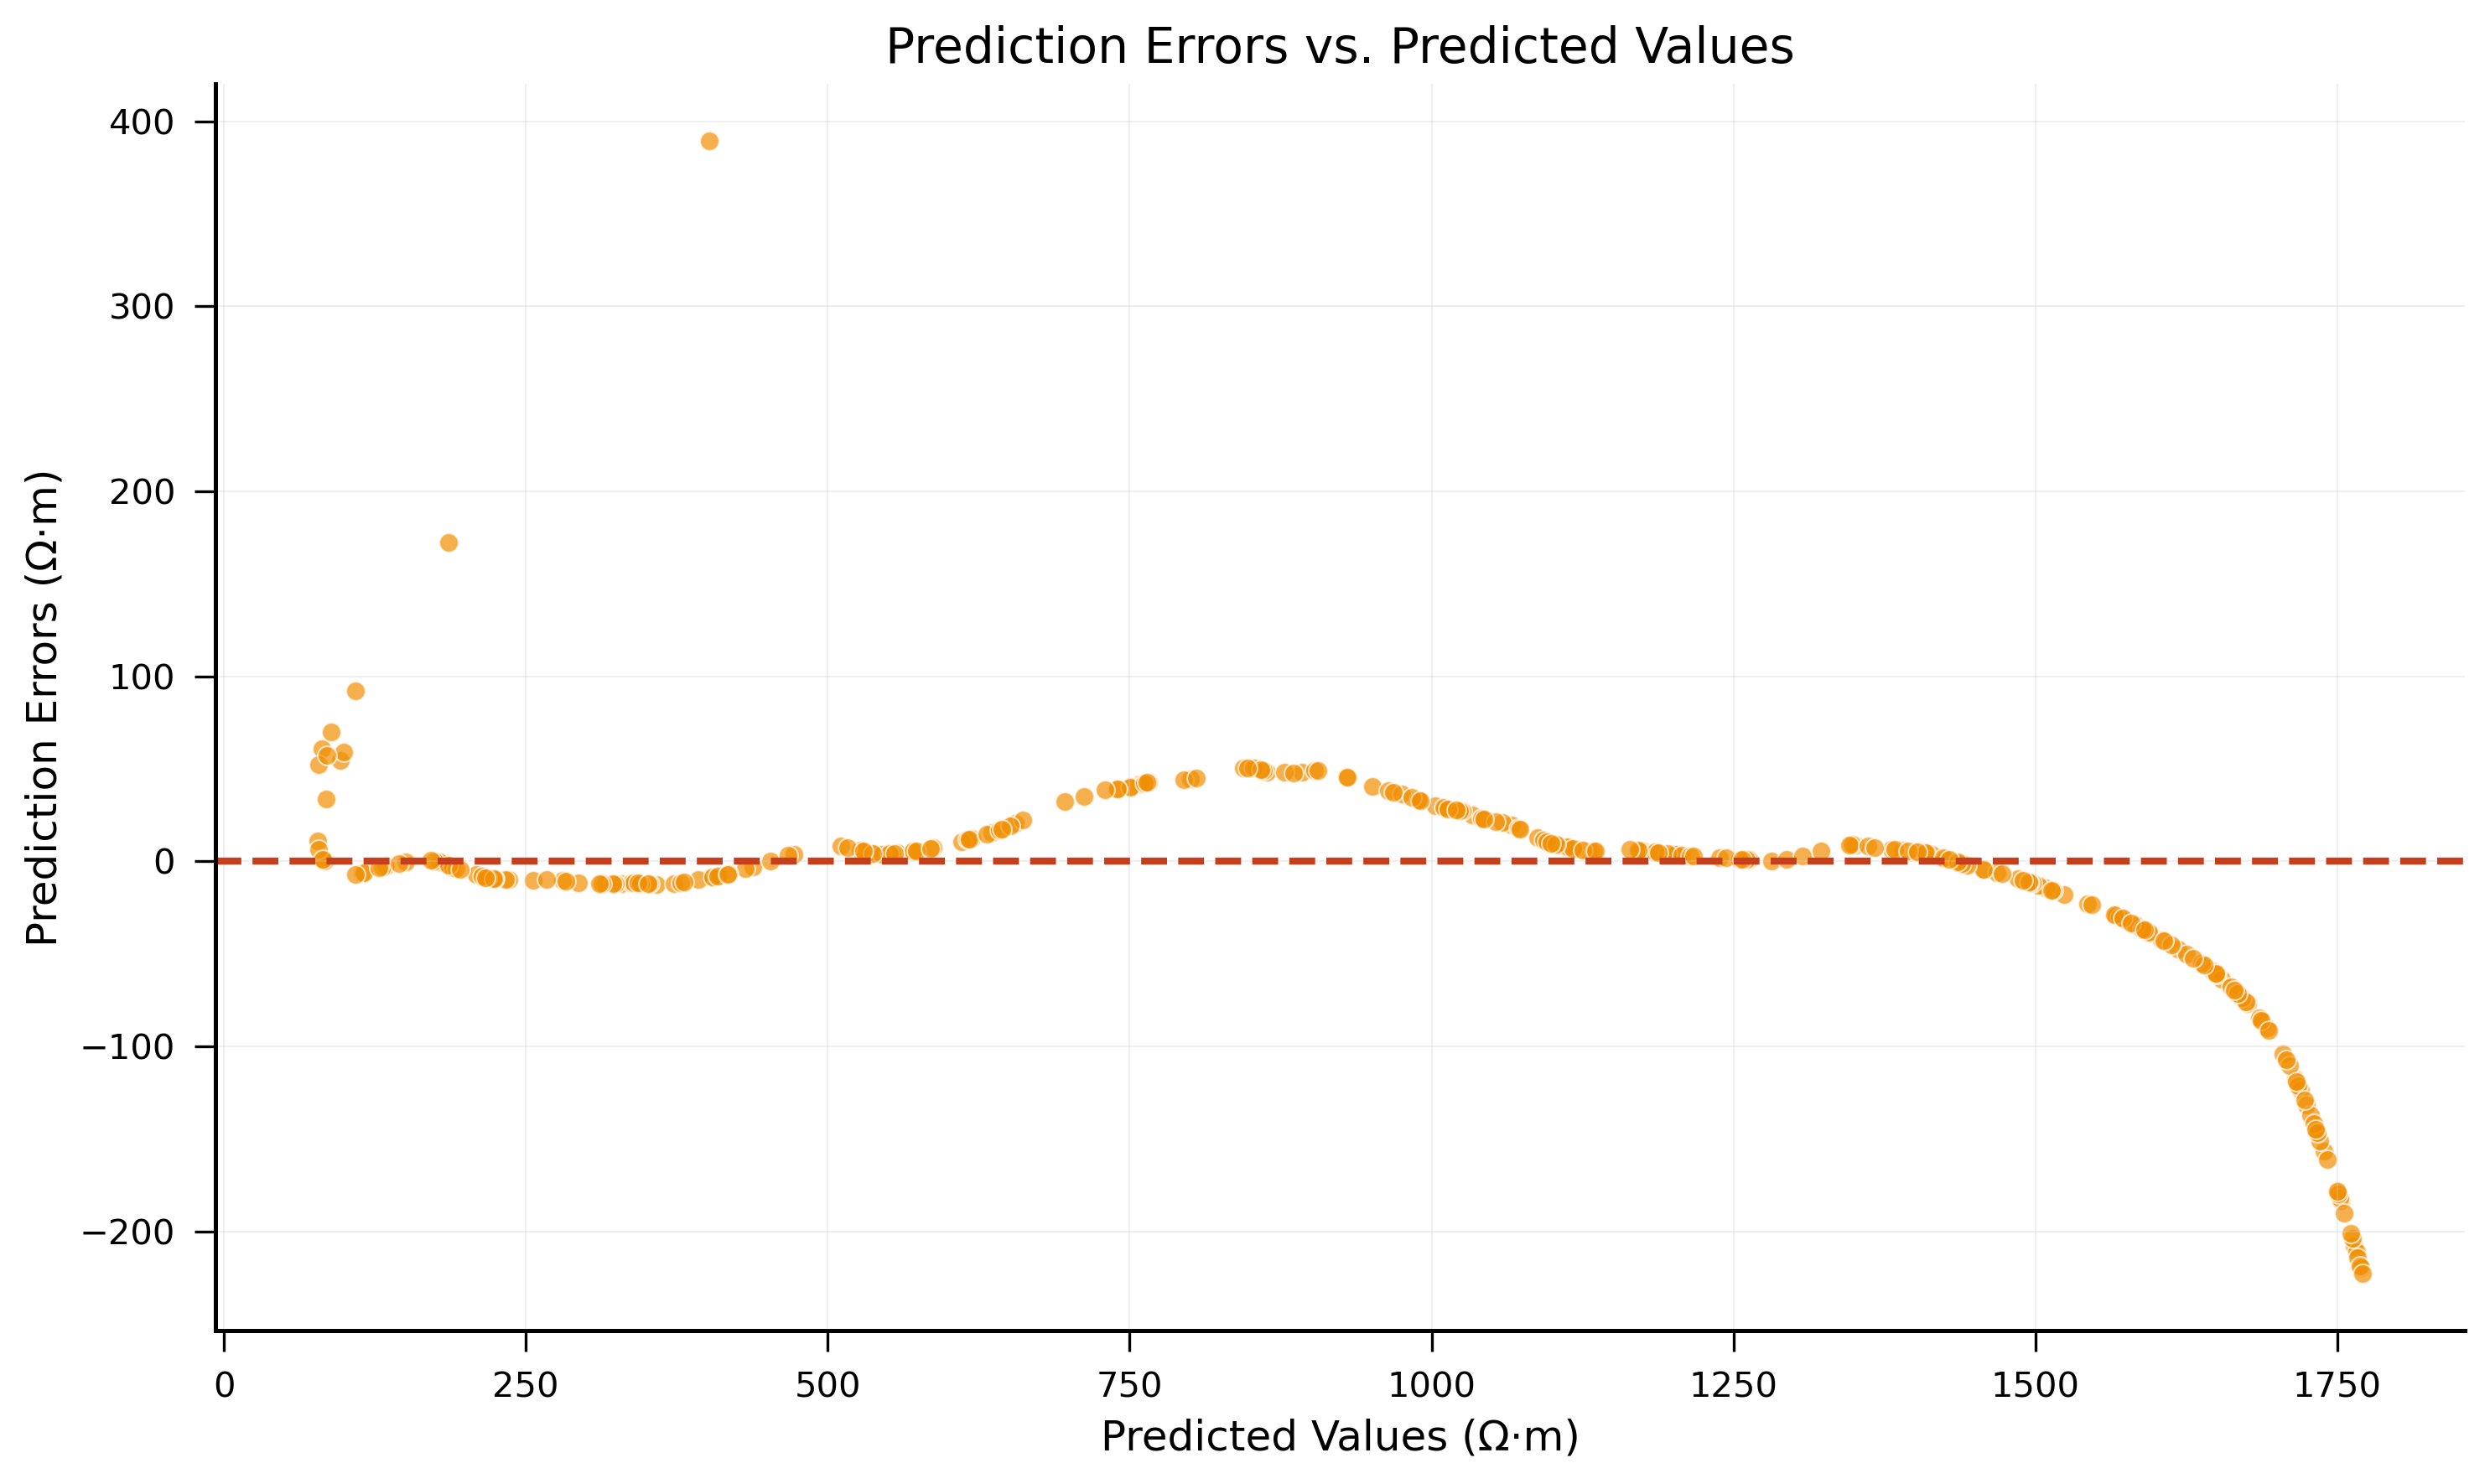 Prediction Errors vs. Predicted Values
Prediction Errors (Ω·m)
400
300
200
100
0
−100
−200
0 250 500 750 1000 1250 1500 1750
Predicted Values (Ω·m)